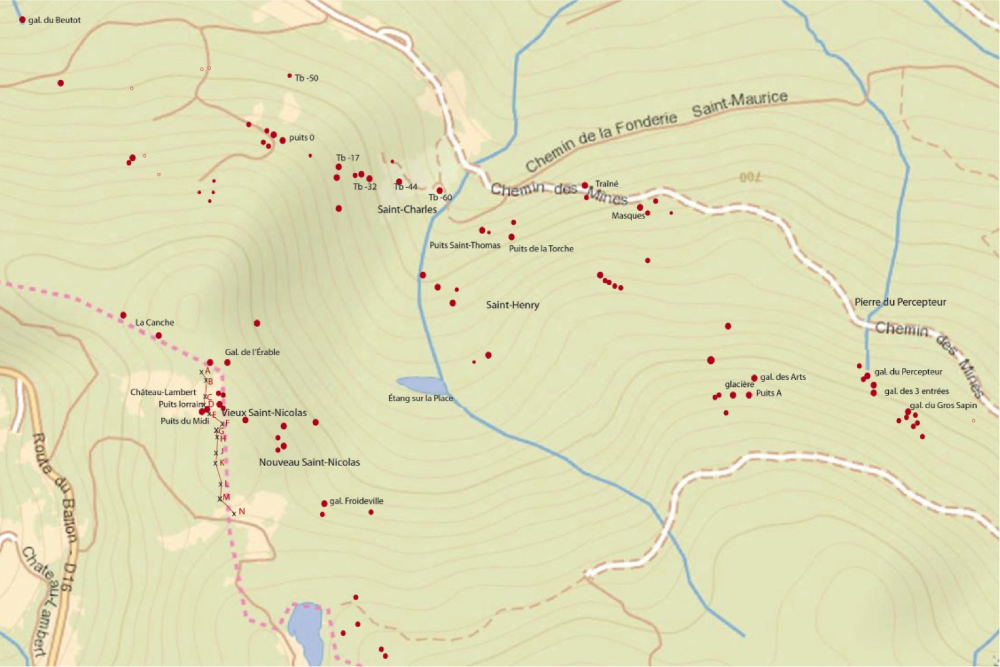 gal. du Beutot
Tb -50
puits 0
Tb -17
Tb -32
Tb -44
Tb -60
Saint-Charles
Chemin de la Fonderie Saint-Maurice
700
Chemin des Mines
Traîné
Masques
Puits Saint-Thomas
Puits de la Torche
Saint-Henry
Pierre du Percepteur
Chemin des Mines
La Canche
Gal. de l'Érable
A
B
C
D
E
F
G
H
J
K
L
M
N
Château-Lambert
Puits lorrain
Puits du Midi
Vieux Saint-Nicolas
Nouveau Saint-Nicolas
Étang sur la Place
gal. des Arts
glacière
Puits A
gal. du Percepteur
gal. des 3 entrées
gal. du Gros Sapin
gal. Froideville
Route du Ballon - D16
Chateau-Lambert